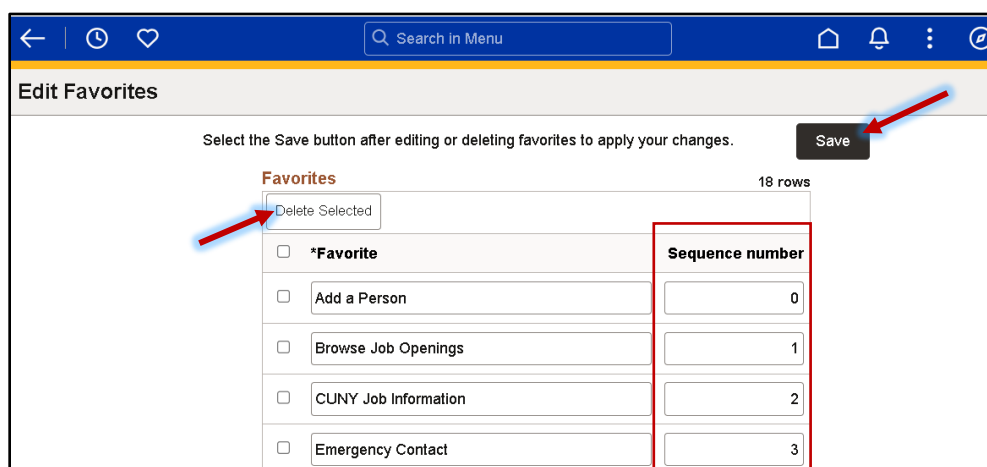 Search in Menu
Edit Favorites
Select the Save button after editing or deleting favorites to apply your changes.
Save
Favorites
18 rows
Delete Selected
*Favorite Sequence number
Add a Person 0
Browse Job Openings 1
CUNY Job Information 2
Emergency Contact 3